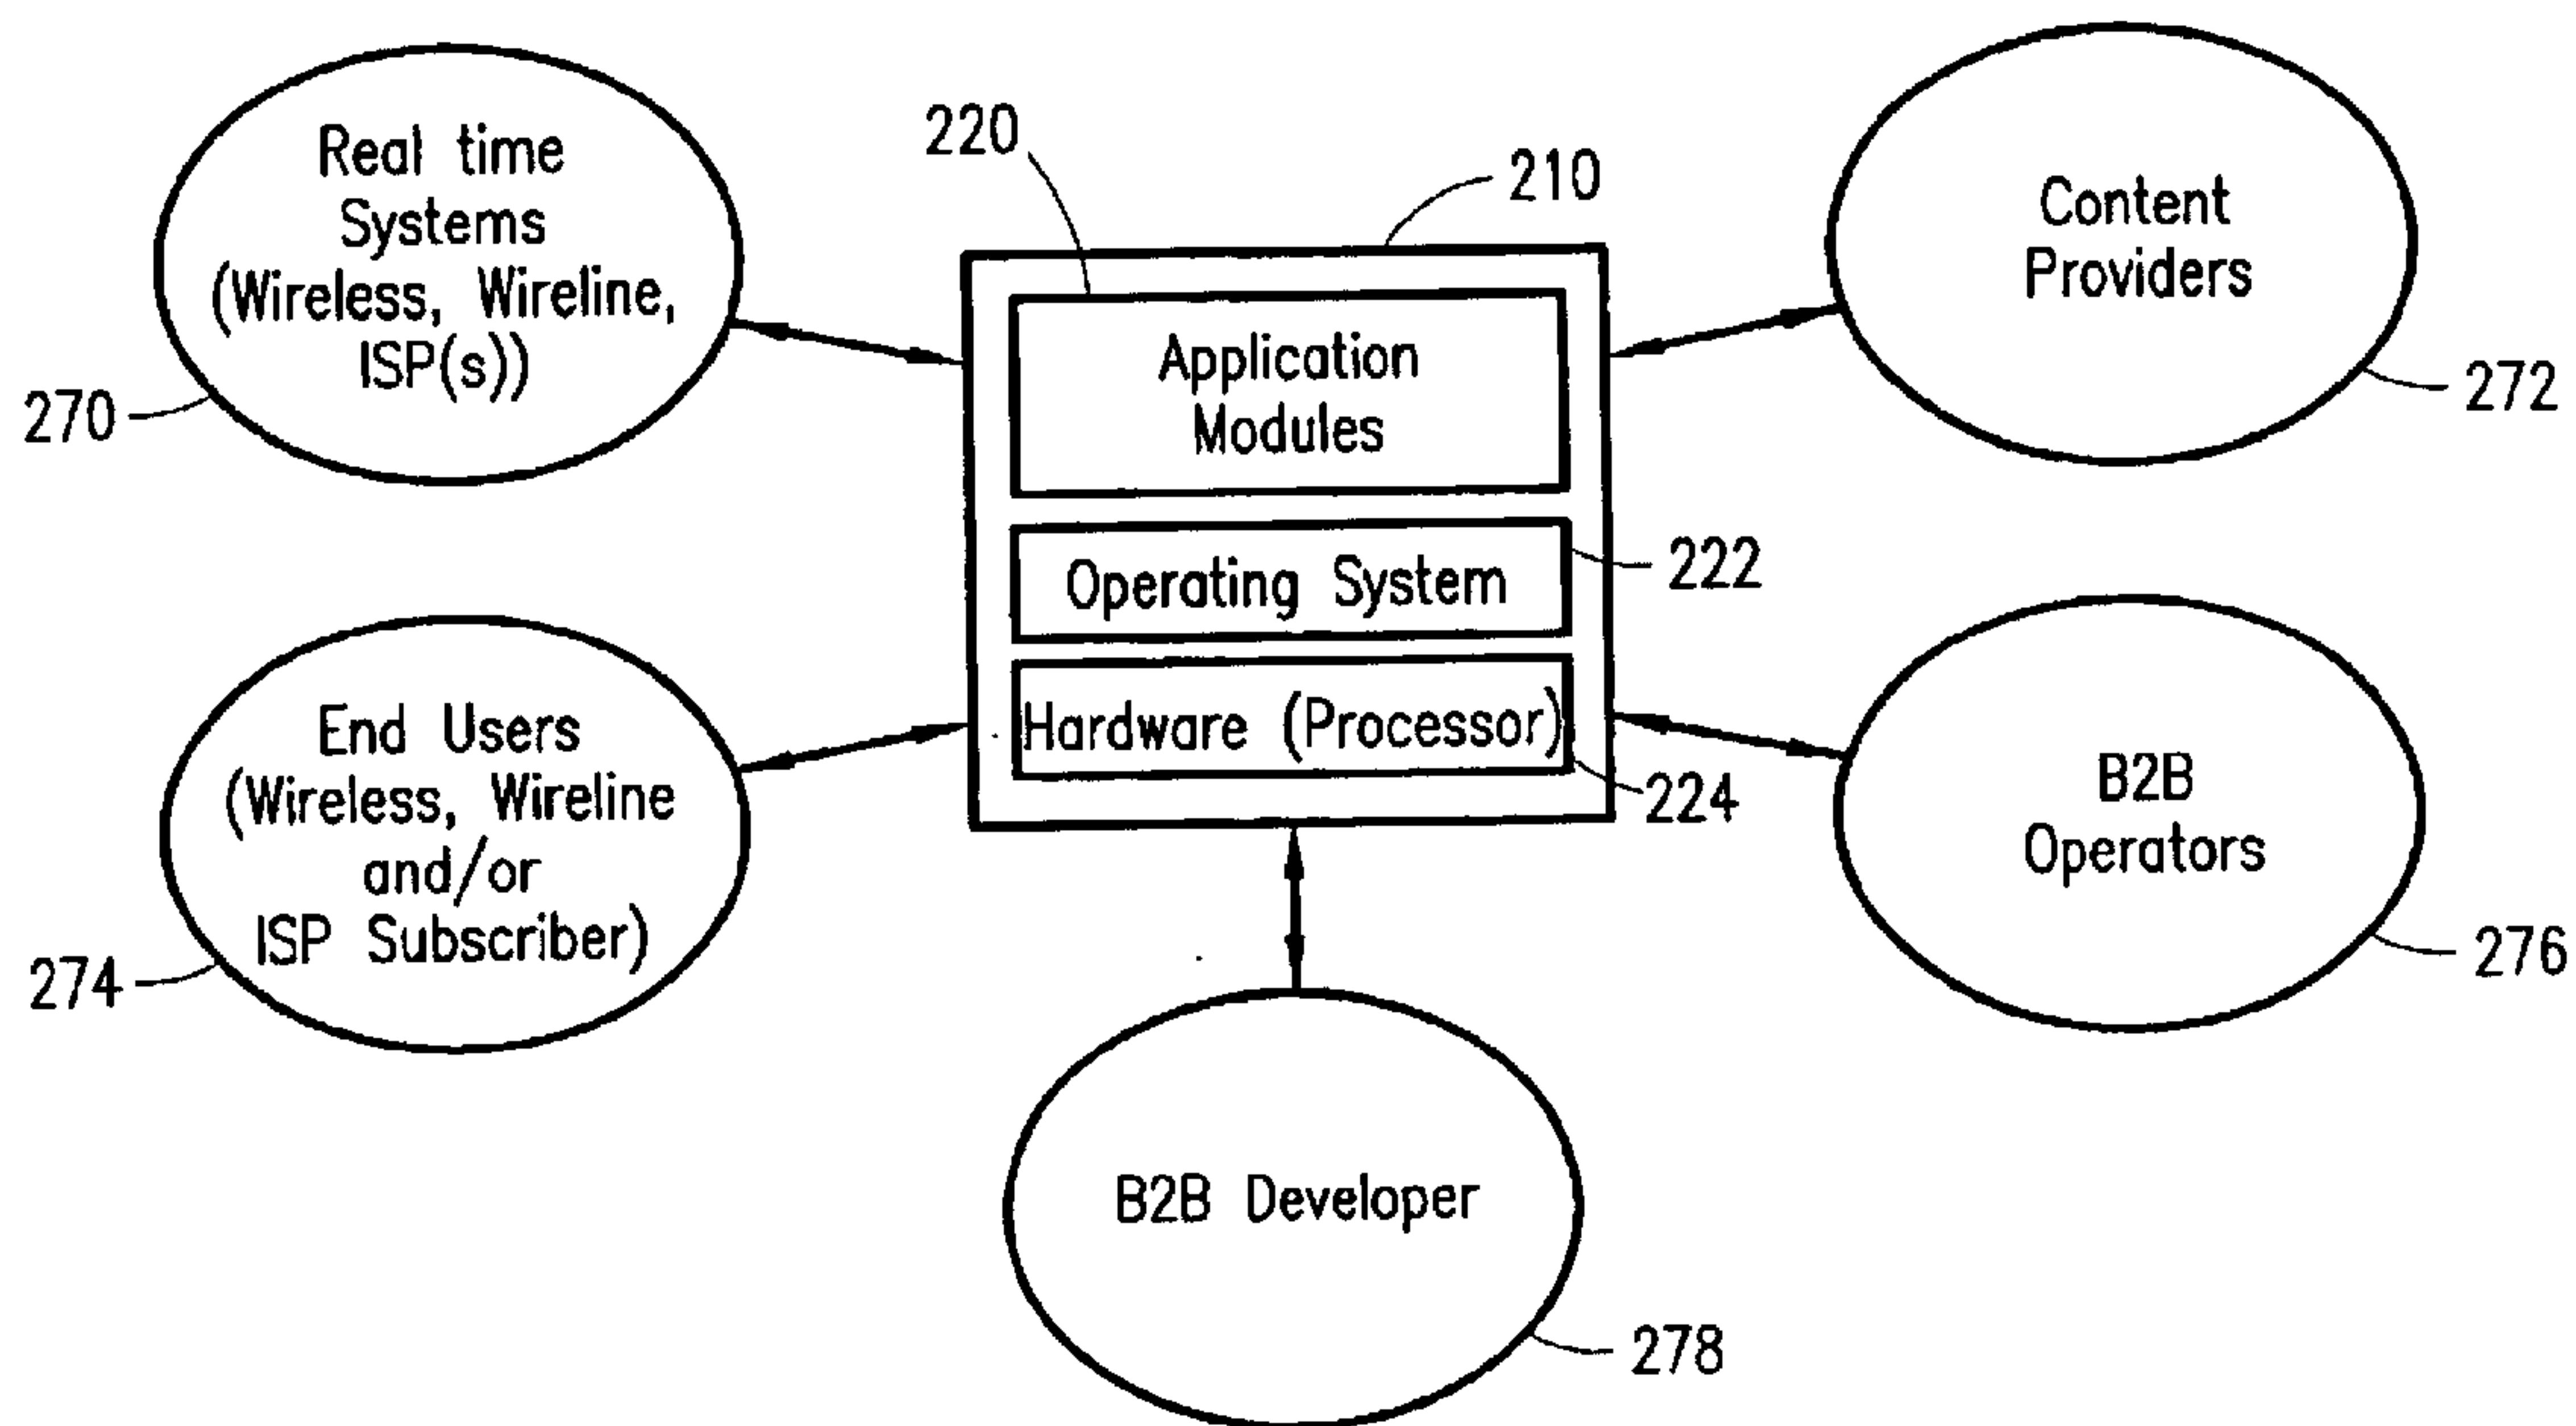 Real time
Systems
(Wireless, Wireline,
ISP(s))
270
220
210
Content
Providers
272
Application
Modules
Operating System
222
Hardware (Processor)
224
End Users
(Wireless, Wireline
and/or
ISP Subscriber)
274
B2B
Operators
276
B2B Developer
278